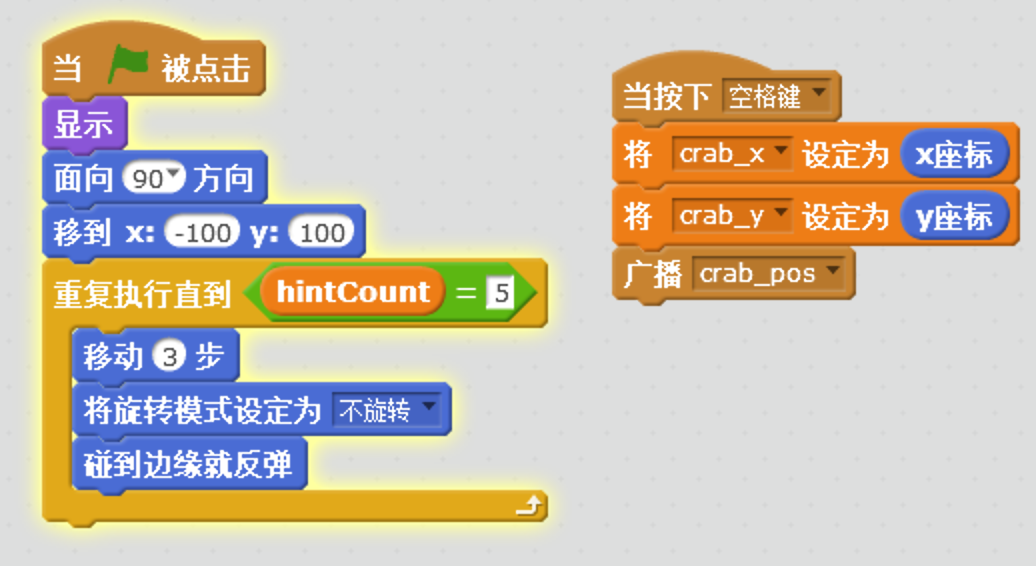 当 被点击
显示
面向 90 方向
移到 x: -100 y: 100
重复执行直到 hintCount = 5
移动 3 步
将旋转模式设定为 不旋转
碰到边缘就反弹
当按下 空格键
将 crab_x 设定为 x座标
将 crab_y 设定为 y座标
广播 crab_pos